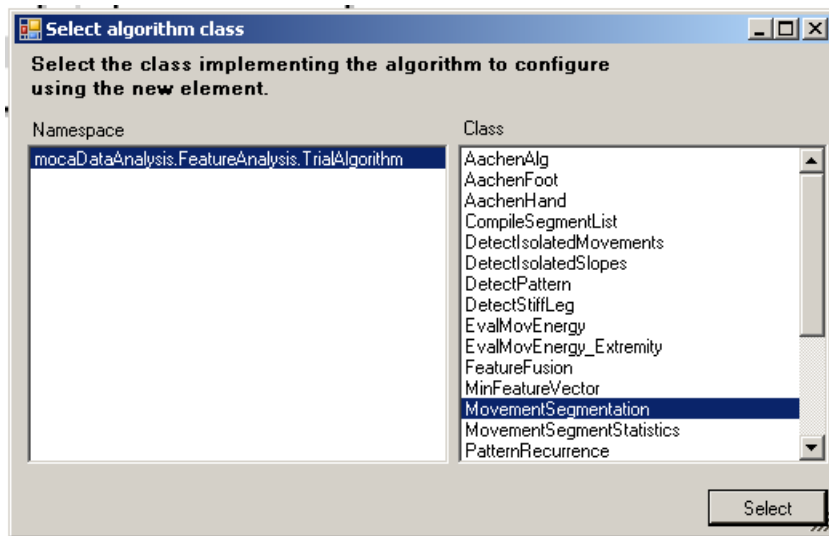 Select algorithm class
Select the class implementing the algorithm to configure
using the new element.
Namespace
mocaDataAnalysis.FeatureAnalysis.TrialAlgorithm
Class
AachenAlg
AachenFoot
AachenHand
CompileSegmentList
DetectIsolatedMovements
DetectIsolatedSlopes
DetectPattern
DetectStiffLeg
EvalMovEnergy
EvalMovEnergy_Extremity
FeatureFusion
MinFeatureVector
MovementSegmentation
MovementSegmentStatistics
PatternRecurrence
Select